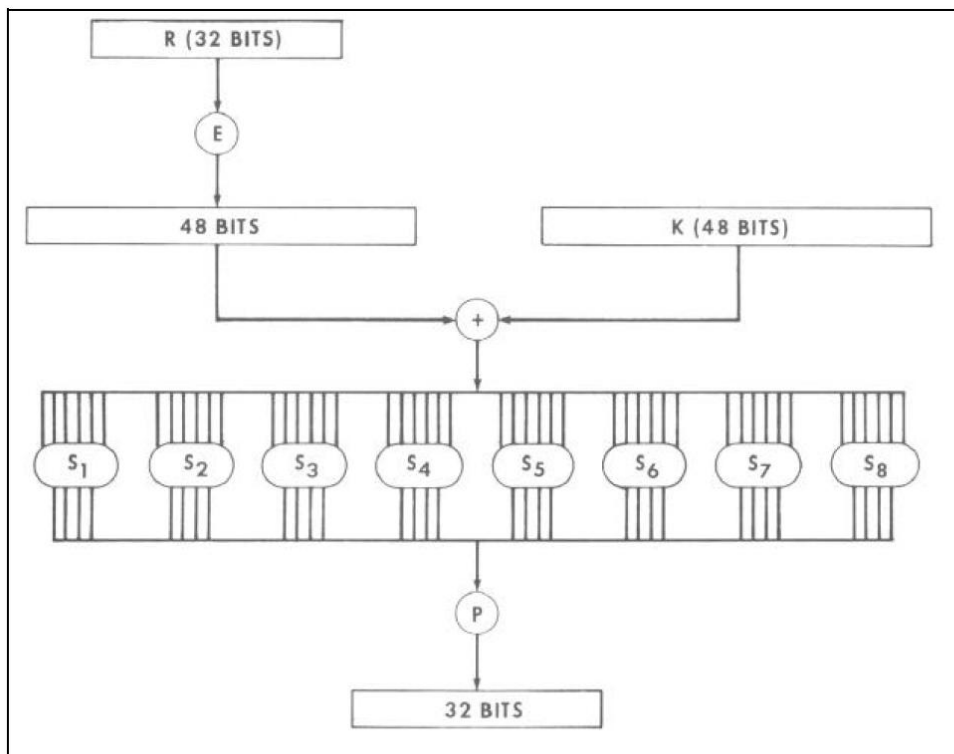 R (32 BITS)
E
48 BITS
K (48 BITS)
+
S1 S2 S3 S4 S5 S6 S7 S8
P
32 BITS